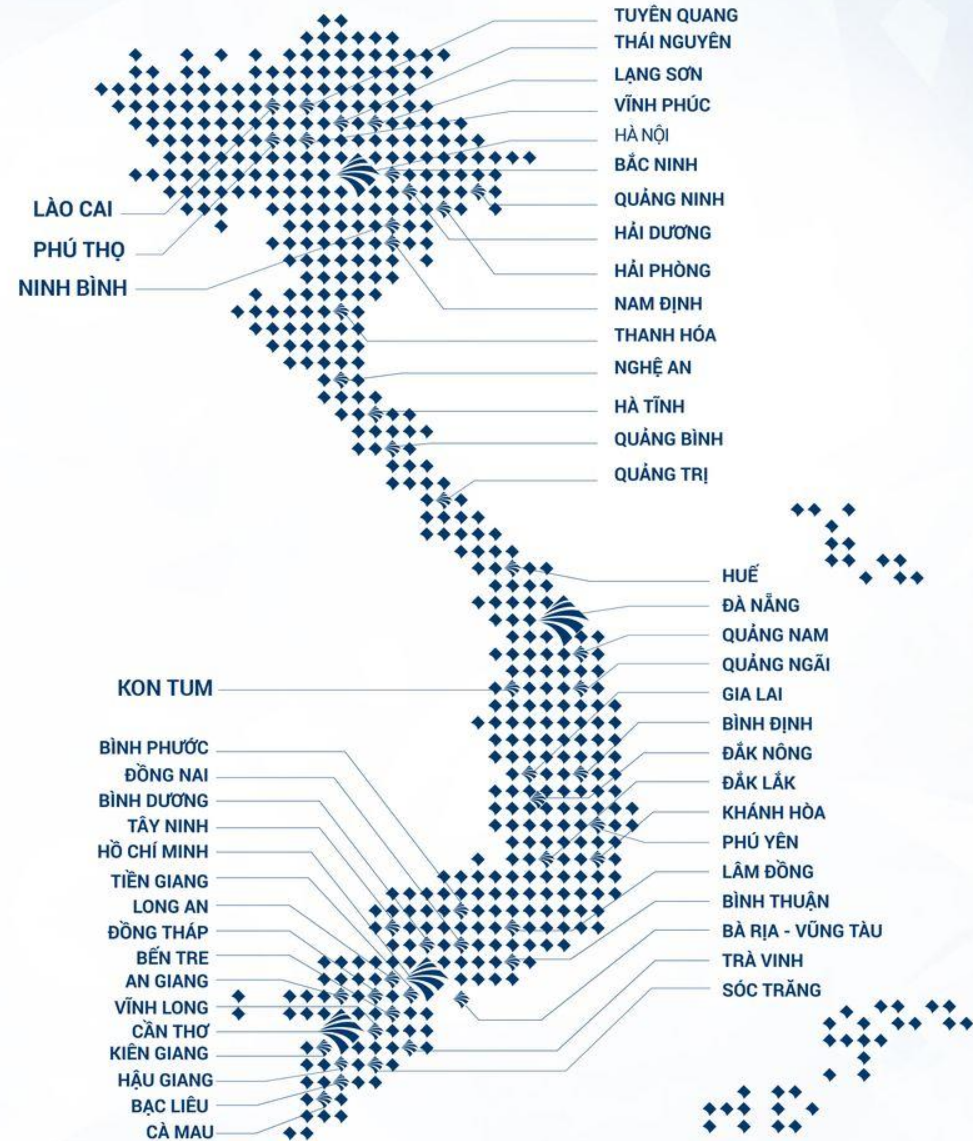 TUYÊN QUANG
THÁI NGUYÊN
LẠNG SƠN
VĨNH PHÚC
HÀ NỘI
BẮC NINH
QUẢNG NINH
HẢI DƯƠNG
HẢI PHÒNG
NAM ĐỊNH
THANH HÓA
NGHỆ AN
HÀ TĨNH
QUẢNG BÌNH
QUẢNG TRỊ
LÀO CAI
PHÚ THỌ
NINH BÌNH
HUẾ
ĐÀ NẴNG
QUẢNG NAM
QUẢNG NGÃI
GIA LAI
BÌNH ĐỊNH
ĐẮK NÔNG
ĐẮK LẮK
KHÁNH HÒA
PHÚ YÊN
LÂM ĐỒNG
BÌNH THUẬN
BÀ RỊA - VŨNG TÀU
TRÀ VINH
SÓC TRĂNG
KON TUM
BÌNH PHƯỚC
ĐỒNG NAI
BÌNH DƯƠNG
TÂY NINH
HỒ CHÍ MINH
TIỀN GIANG
LONG AN
ĐỒNG THÁP
BẾN TRE
AN GIANG
VĨNH LONG
CẦN THƠ
KIÊN GIANG
HẬU GIANG
BẠC LIÊU
CÀ MAU